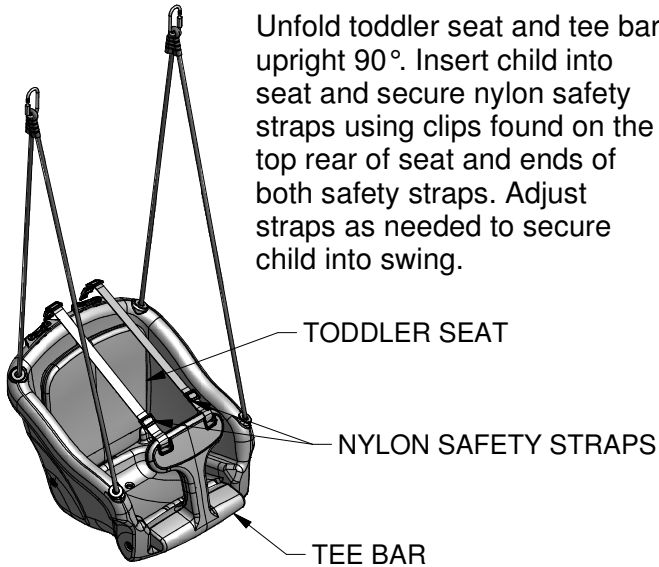 Unfold toddler seat and tee bar
upright 90°. Insert child into
seat and secure nylon safety
straps using clips found on the
top rear of seat and ends of
both safety straps. Adjust
straps as needed to secure
child into swing.
TODDLER SEAT
NYLON SAFETY STRAPS
TEE BAR